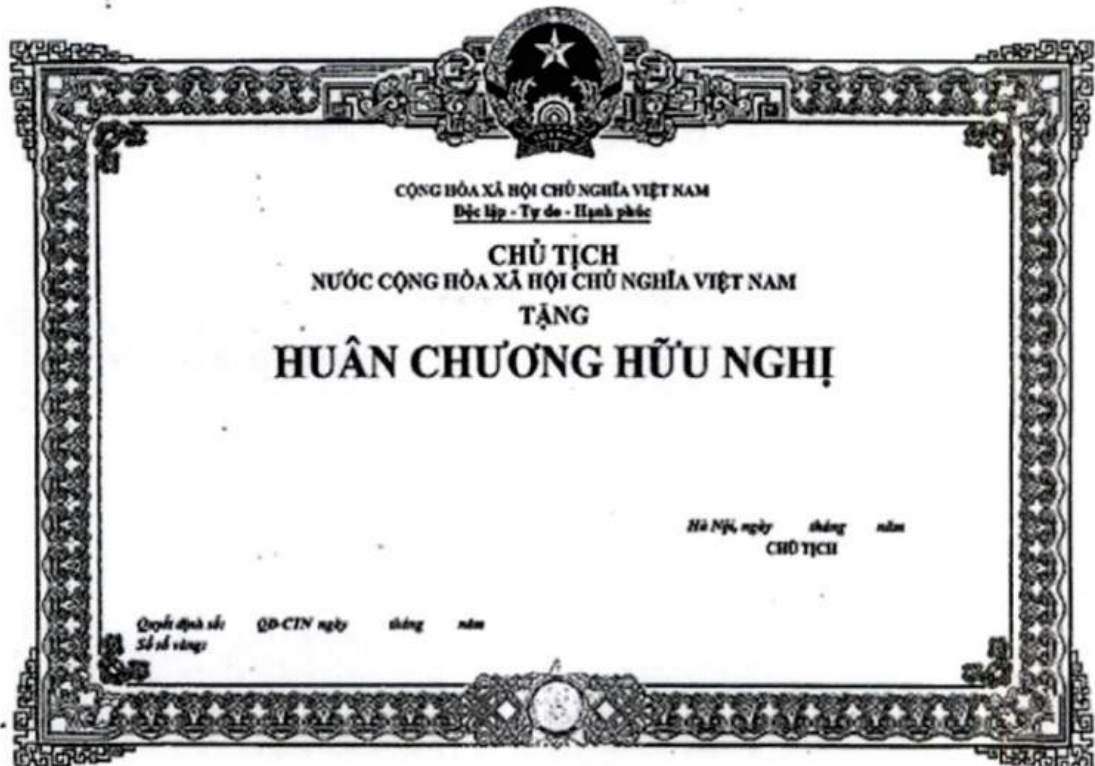 CỘNG HÒA XÃ HỘI CHỦ NGHĨA VIỆT NAM
Độc lập - Tự do - Hạnh phúc
CHỦ TỊCH
NƯỚC CỘNG HÒA XÃ HỘI CHỦ NGHĨA VIỆT NAM
TẶNG
HUÂN CHƯƠNG HỮU NGHỊ
Hà Nội, ngày tháng năm
CHỦ TỊCH
Quyết định số: QĐ-CTN ngày tháng năm
Số sổ vàng: